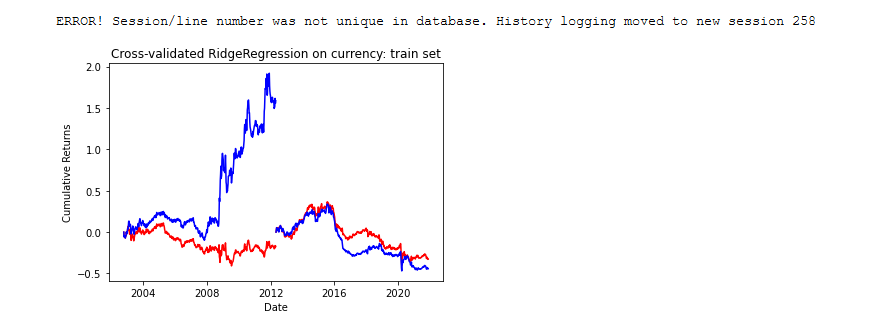 ERROR! Session/line number was not unique in database. History logging moved to new session 258
Cross-validated RidgeRegression on currency: train set
2.0
1.5
1.0
0.5
0.0
−0.5
Cumulative Returns
2004 2008 2012 2016 2020
Date